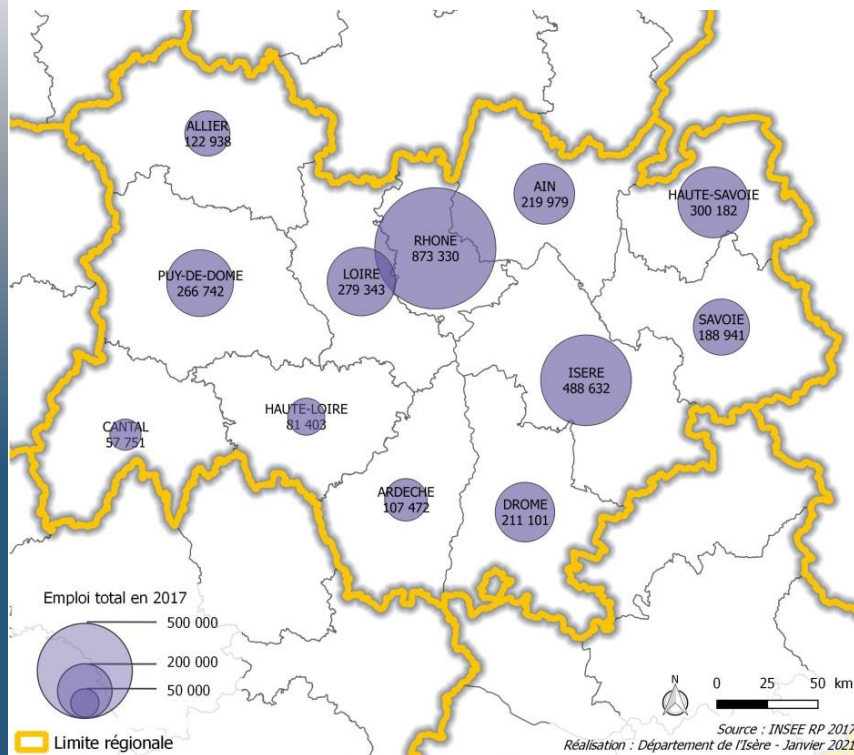 ALLIER
122 938
AIN
219 979
HAUTE-SAVOIE
300 182
RHONE
873 330
PUY-DE-DOME
266 742
LOIRE
279 343
SAVOIE
188 941
ISERE
488 632
HAUTE-LOIRE
81 403
CANTAL
57 751
ARDECHE
107 472
DROME
211 101
Emploi total en 2017
500 000
200 000
50 000
Limite régionale
N
0 25 50 km
Source : INSEE RP 2017
Réalisation : Département de l'Isère - Janvier